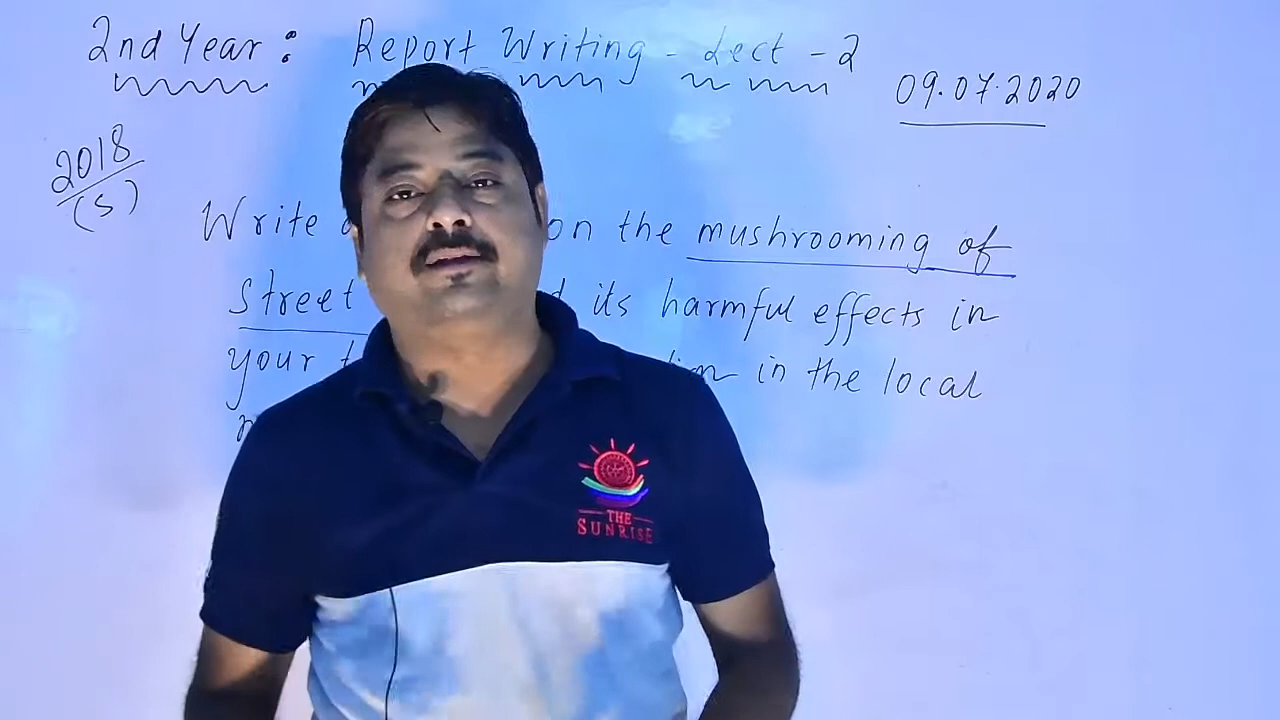 2nd Year: Report Writing - Lect - 2
09.07.2020
2018
(S)
Write on the mushrooming of
Street its harmful effects in
your in the local
THE
SUNRISE